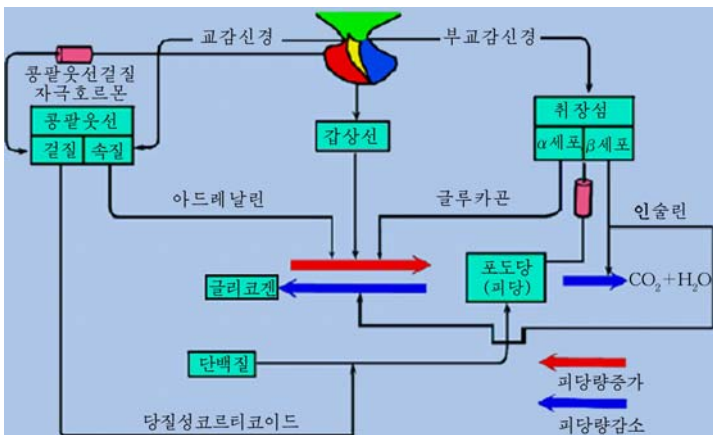 교감신경
부교감신경
콩팥웃선겉질
자극호르몬
콩팥웃선
겉질 속질
갑상선
취장섬
α세포 β세포
아드레날린
글루카곤
인술린
글리코겐
포도당
(피당)
CO₂+H₂O
단백질
피당량증가
당질성코르티코이드
피당량감소